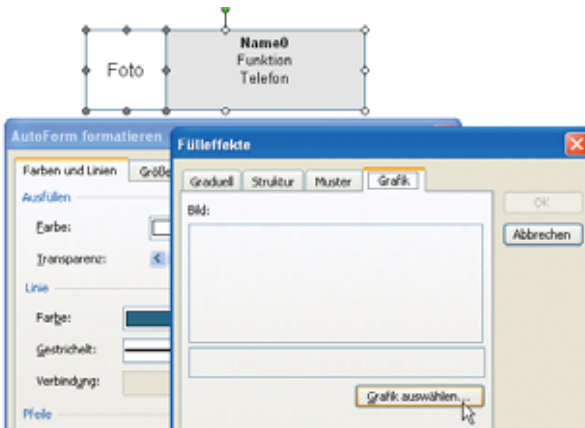 Foto
Name0
Funktion
Telefon
AutoForm formatieren
Farben und Linien
Größe
Ausfüllen
Farbe:
Transparenz:
Linie
Farbe:
Gestrichelt:
Verbindung:
Pfeile
Fülleffekte
Graduell Struktur Muster Grafik
Bild:
OK
Abbrechen
Grafik auswählen...